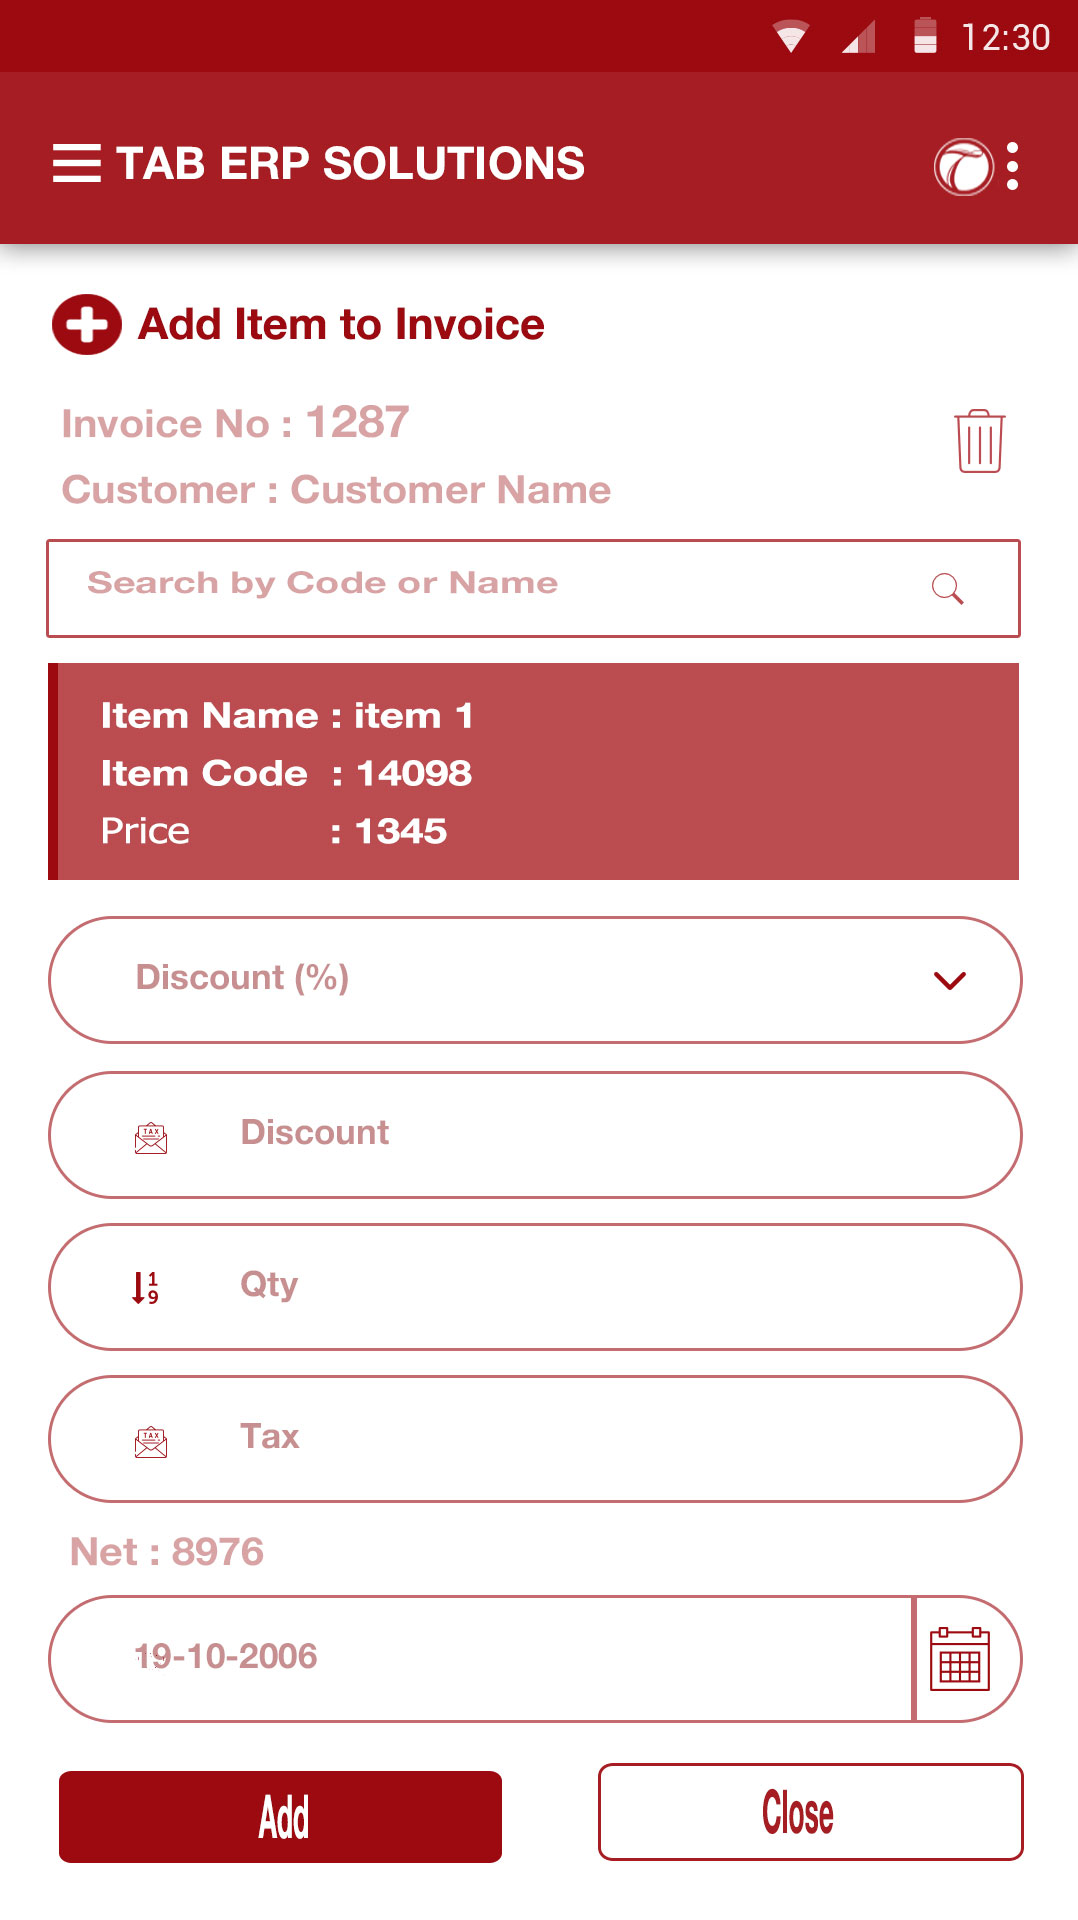 12:30
TAB ERP SOLUTIONS
Add Item to Invoice
Invoice No : 1287
Customer : Customer Name
Search by Code or Name
Item Name : item 1
Item Code : 14098
Price : 1345
Discount (%)
TAX
Discount
1
9
Qty
TAX
Tax
Net : 8976
19-10-2006
Add
Close